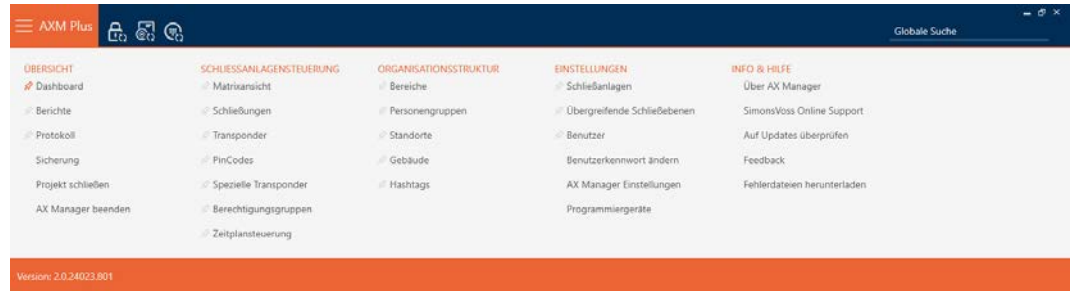 AXM Plus
Globale Suche
ÜBERSICHT
Dashboard
Berichte
Protokoll
Sicherung
Projekt schließen
AX Manager beenden
SCHLIESSANLAGENSTEUERUNG
Matrixansicht
Schließungen
Transponder
PinCodes
Spezielle Transponder
Berechtigungsgruppen
Zeitplansteuerung
ORGANISATIONSSTRUKTUR
Bereiche
Personengruppen
Standorte
Gebäude
Hashtags
EINSTELLUNGEN
Schließanlagen
Übergreifende Schließebenen
Benutzer
Benutzerkennwort ändern
AX Manager Einstellungen
Programmiergeräte
INFO & HILFE
Über AX Manager
SimonsVoss Online Support
Auf Updates überprüfen
Feedback
Fehlerdateien herunterladen
Version: 2.0.24023.801